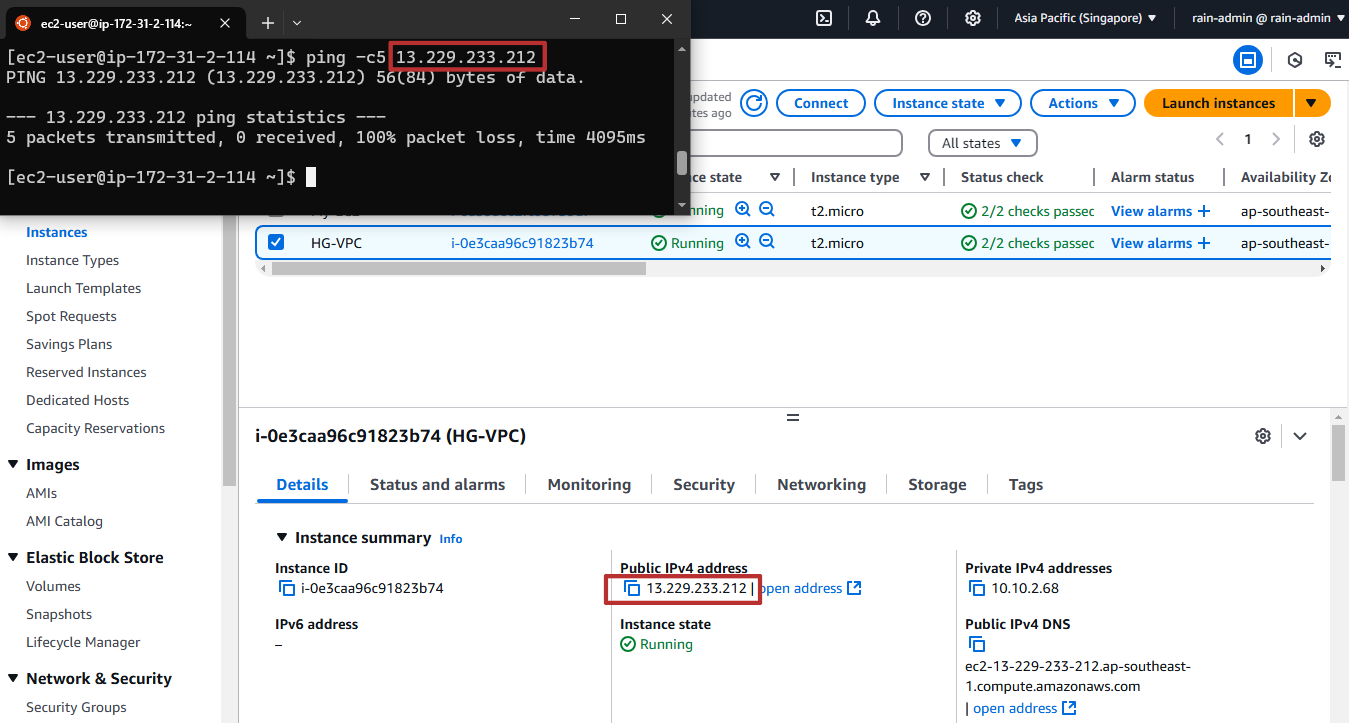 ec2-user@ip-172-31-2-114:~
[ec2-user@ip-172-31-2-114 ~]$ ping -c5 13.229.233.212
PING 13.229.233.212 (13.229.233.212) 56(84) bytes of data.
--- 13.229.233.212 ping statistics ---
5 packets transmitted, 0 received, 100% packet loss, time 4095ms
[ec2-user@ip-172-31-2-114 ~]$
Asia Pacific (Singapore)
rain-admin @ rain-admin
updated
ago
Connect
Instance state
Actions
Launch instances
All states
1
state
Instance type
Status check
Alarm status
Availability
t2.micro
2/2 checks passed
View alarms +
ap-southeast-
HG-VPC
i-0e3caa96c91823b74
Running
t2.micro
2/2 checks passed
View alarms +
ap-southeast-
Instances
Instance Types
Launch Templates
Spot Requests
Savings Plans
Reserved Instances
Dedicated Hosts
Capacity Reservations
Images
AMIs
AMI Catalog
Elastic Block Store
Volumes
Snapshots
Lifecycle Manager
Network & Security
Security Groups
i-0e3caa96c91823b74 (HG-VPC)
Details
Status and alarms
Monitoring
Security
Networking
Storage
Tags
Instance summary Info
Instance ID
i-0e3caa96c91823b74
IPv6 address
–
Public IPv4 address
13.229.233.212 | open address
Instance state
Running
Private IPv4 addresses
10.10.2.68
Public IPv4 DNS
ec2-13-229-233-212.ap-southeast-
1.compute.amazonaws.com
| open address